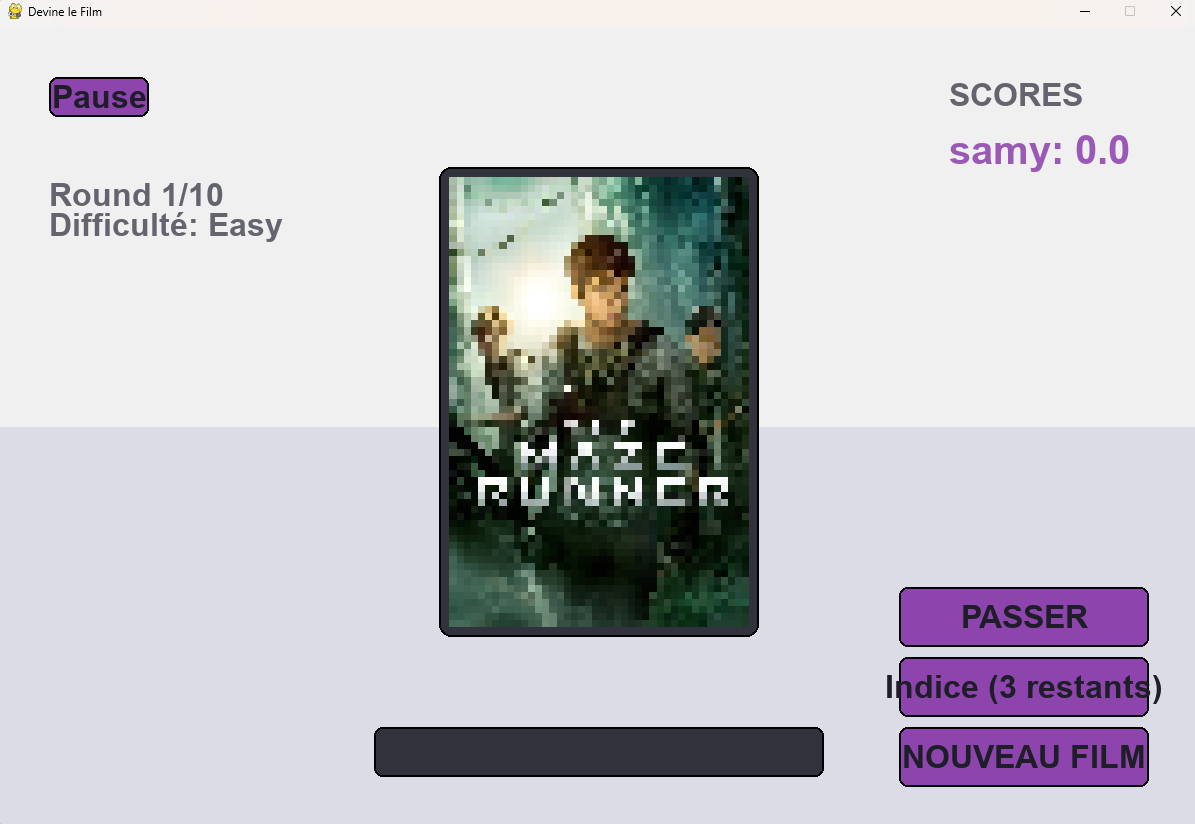 Devine le Film
Pause
SCORES
samy: 0.0
Round 1/10
Difficulté: Easy
MAZE
RUNNER
PASSER
Indice (3 restants)
NOUVEAU FILM